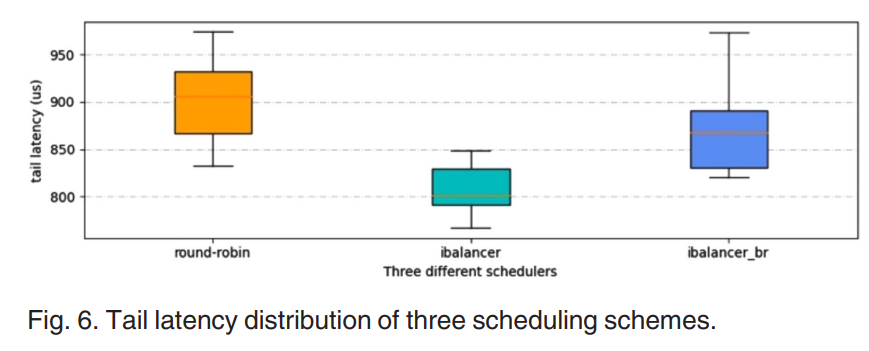 tail latency (us)
950
900
850
800
round-robin
ibalancer
ibalancer_br
Three different schedulers
Fig. 6. Tail latency distribution of three scheduling schemes.